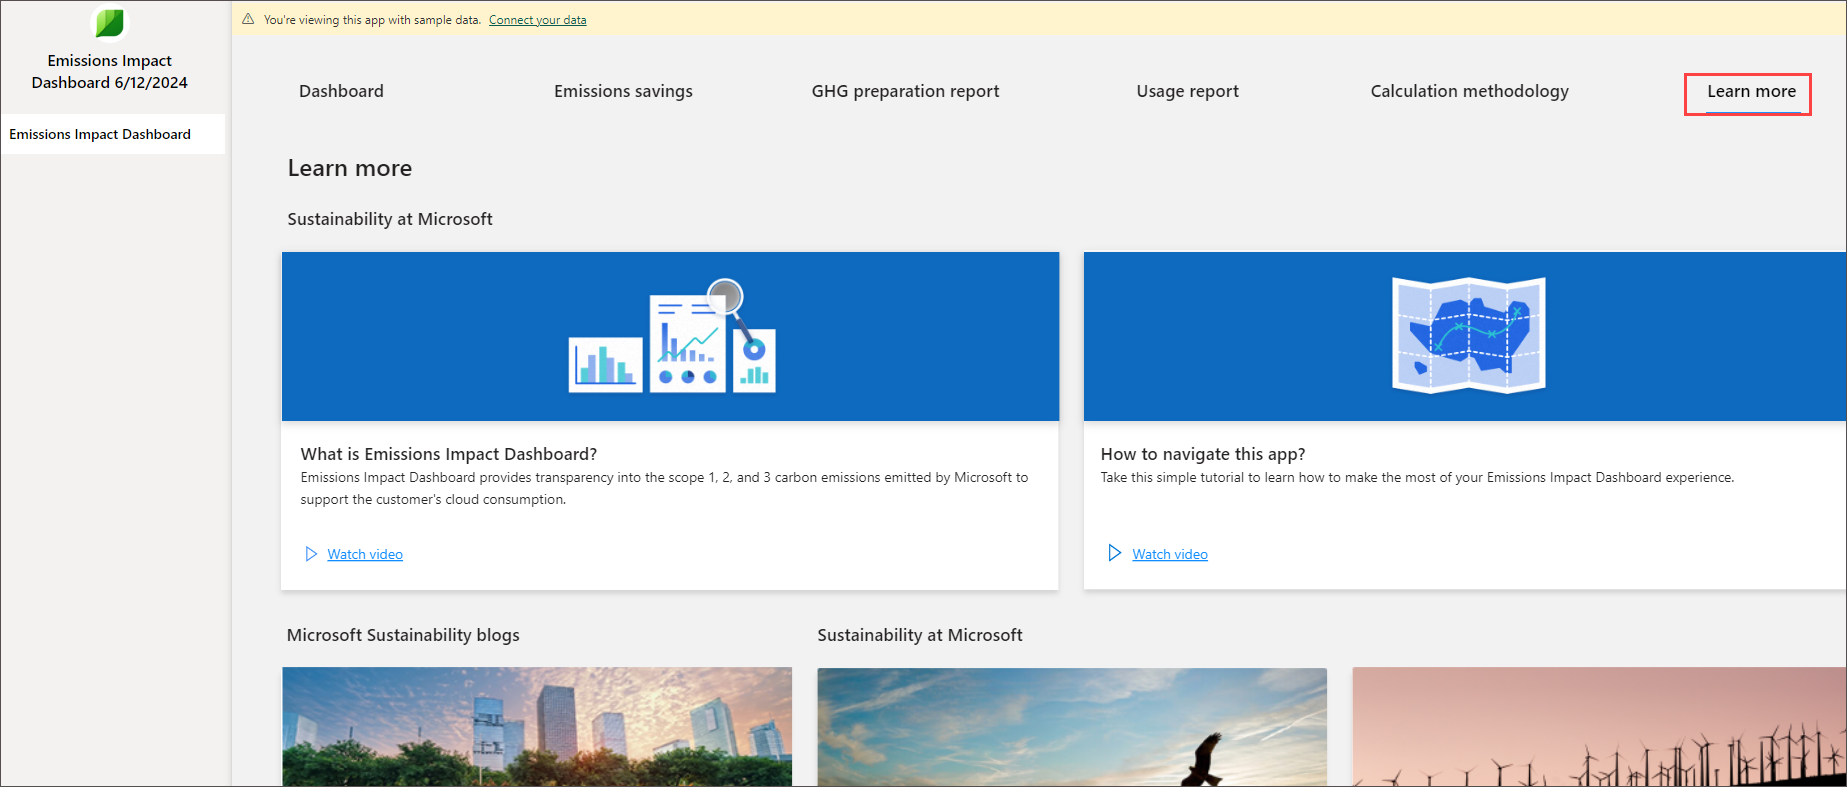 Emissions Impact
Dashboard 6/12/2024
Emissions Impact Dashboard
You're viewing this app with sample data. Connect your data
Dashboard
Emissions savings
GHG preparation report
Usage report
Calculation methodology
Learn more
Learn more
Sustainability at Microsoft
What is Emissions Impact Dashboard?
Emissions Impact Dashboard provides transparency into the scope 1, 2, and 3 carbon emissions emitted by Microsoft to
support the customer's cloud consumption.
Watch video
How to navigate this app?
Take this simple tutorial to learn how to make the most of your Emissions Impact Dashboard experience.
Watch video
Microsoft Sustainability blogs
Sustainability at Microsoft